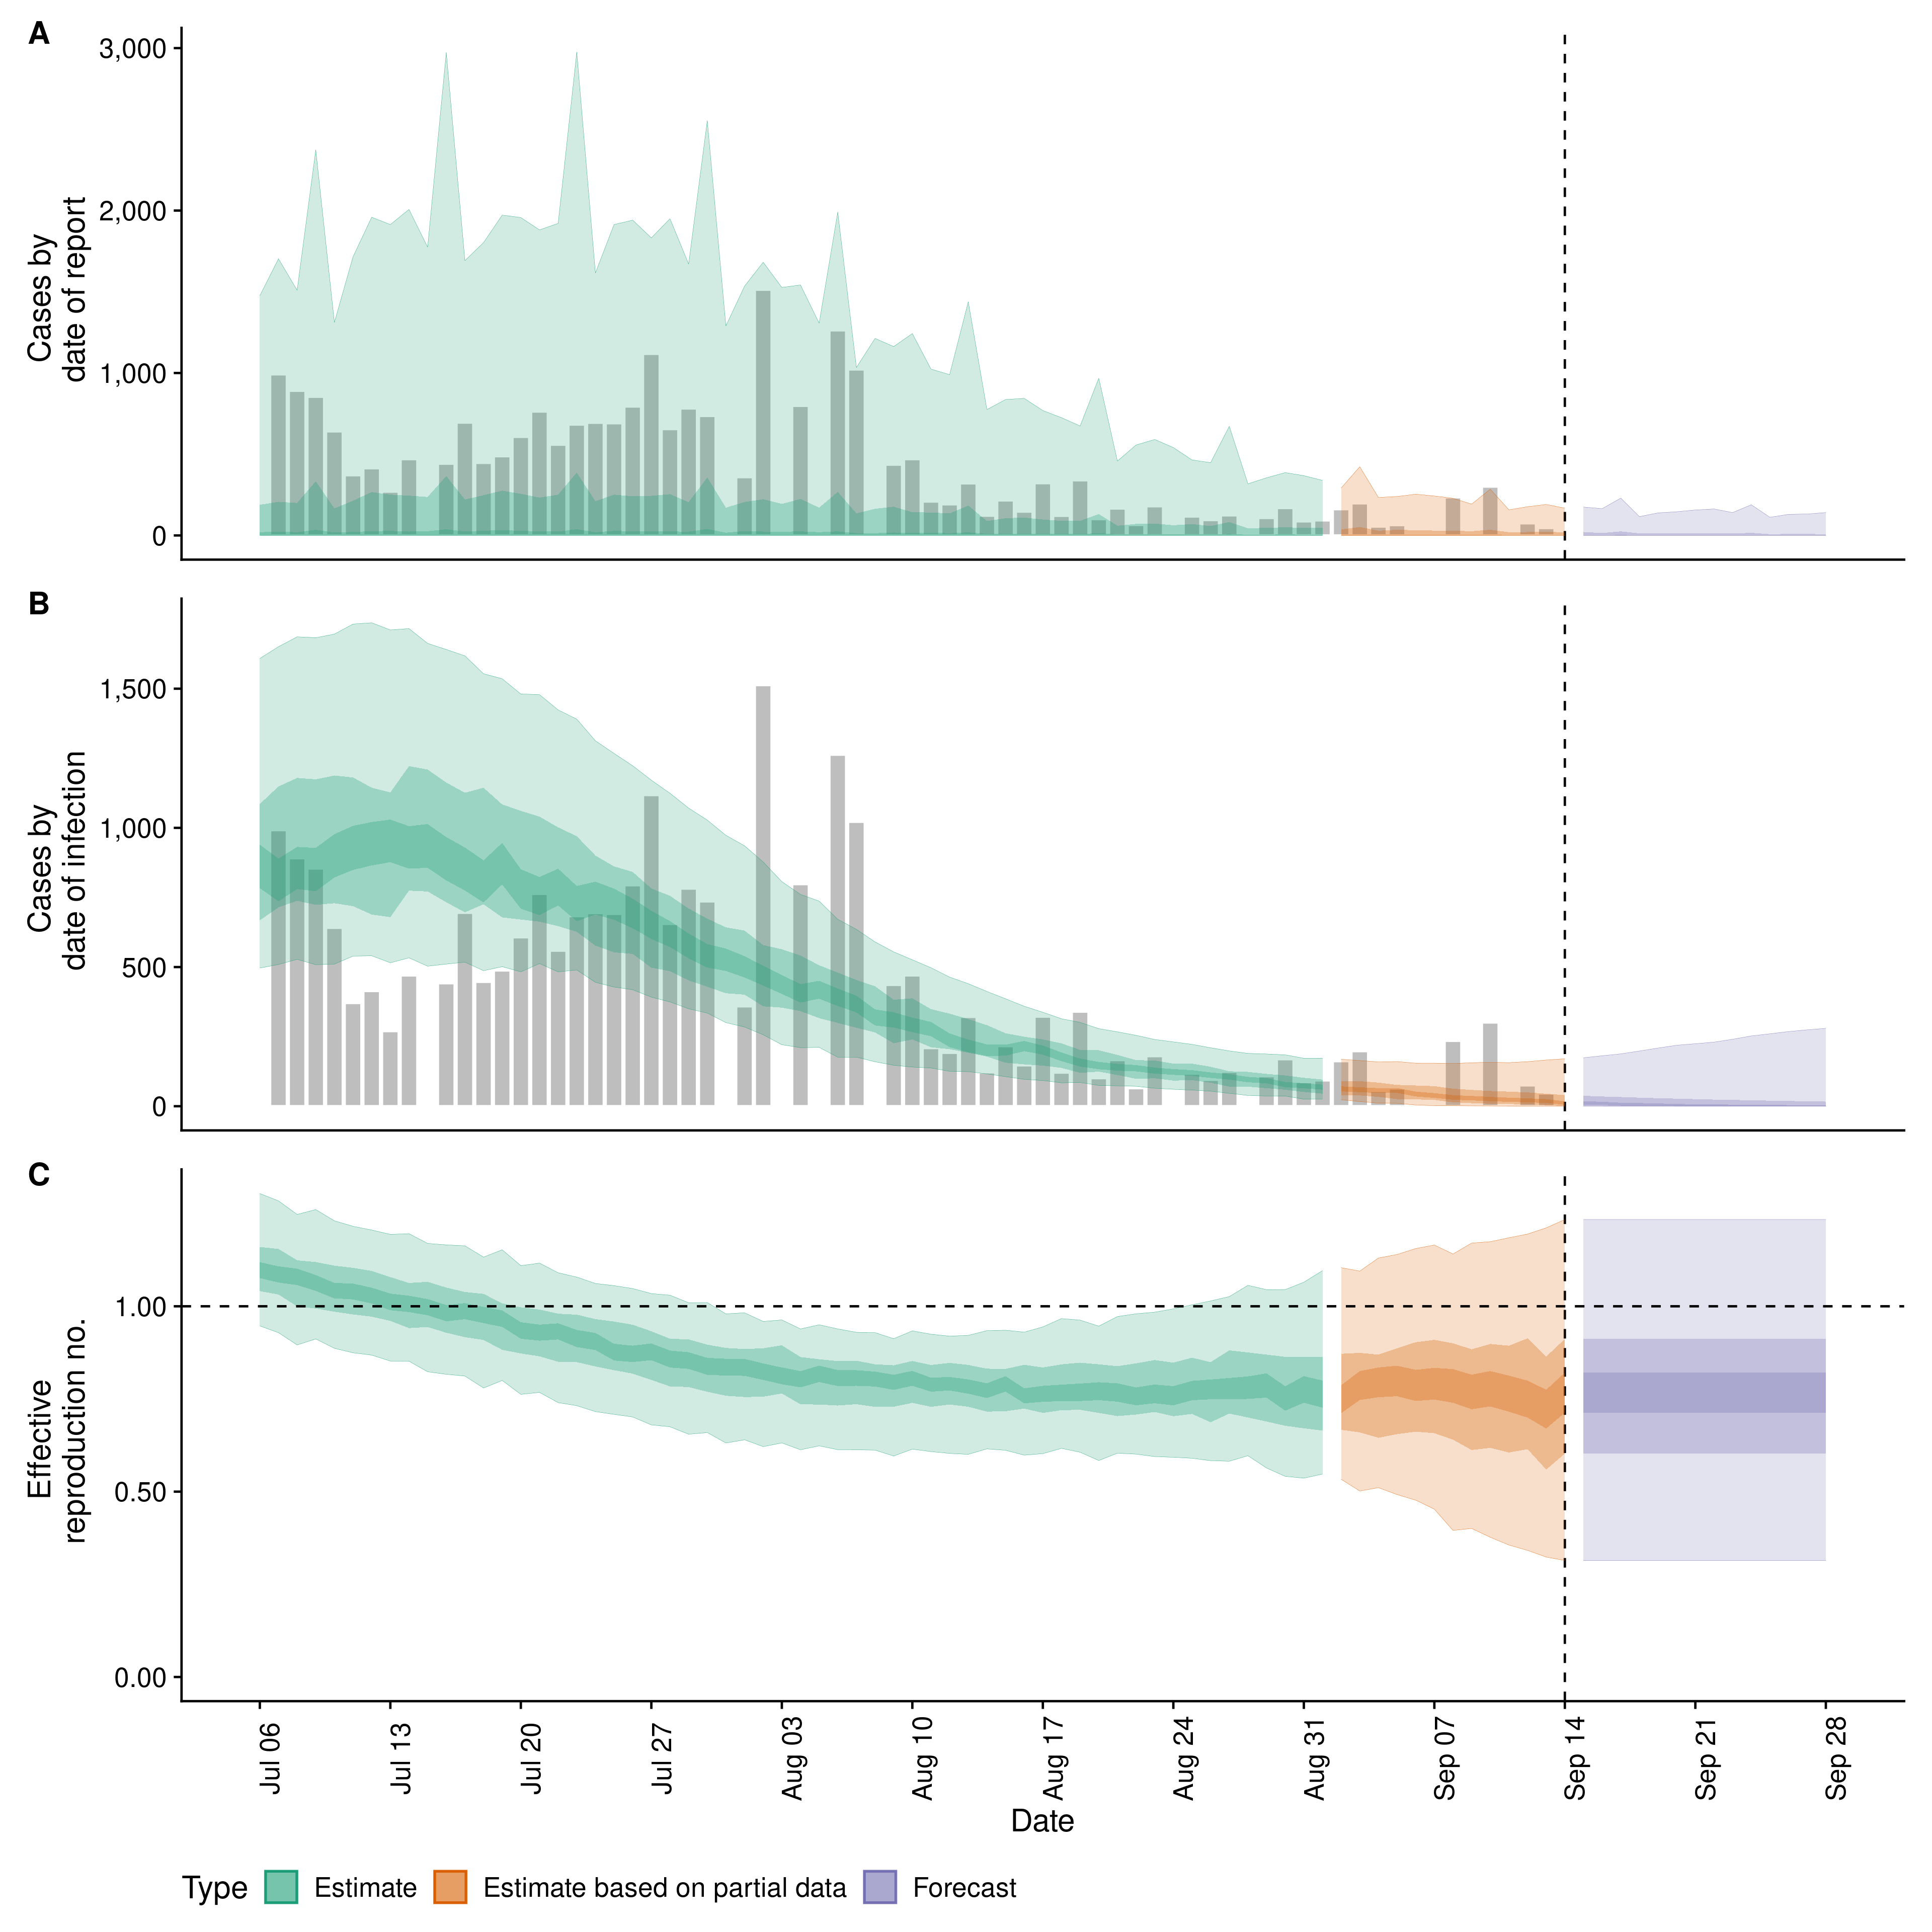 A
Cases by
date of report
3,000
2,000
1,000
0
B
Cases by
date of infection
1,500
1,000
500
0
C
Effective
reproduction no.
1.00
0.50
0.00
Jul 06
Jul 13
Jul 20
Jul 27
Aug 03
Aug 10
Aug 17
Aug 24
Aug 31
Sep 07
Sep 14
Sep 21
Sep 28
Date
Type Estimate Estimate based on partial data Forecast